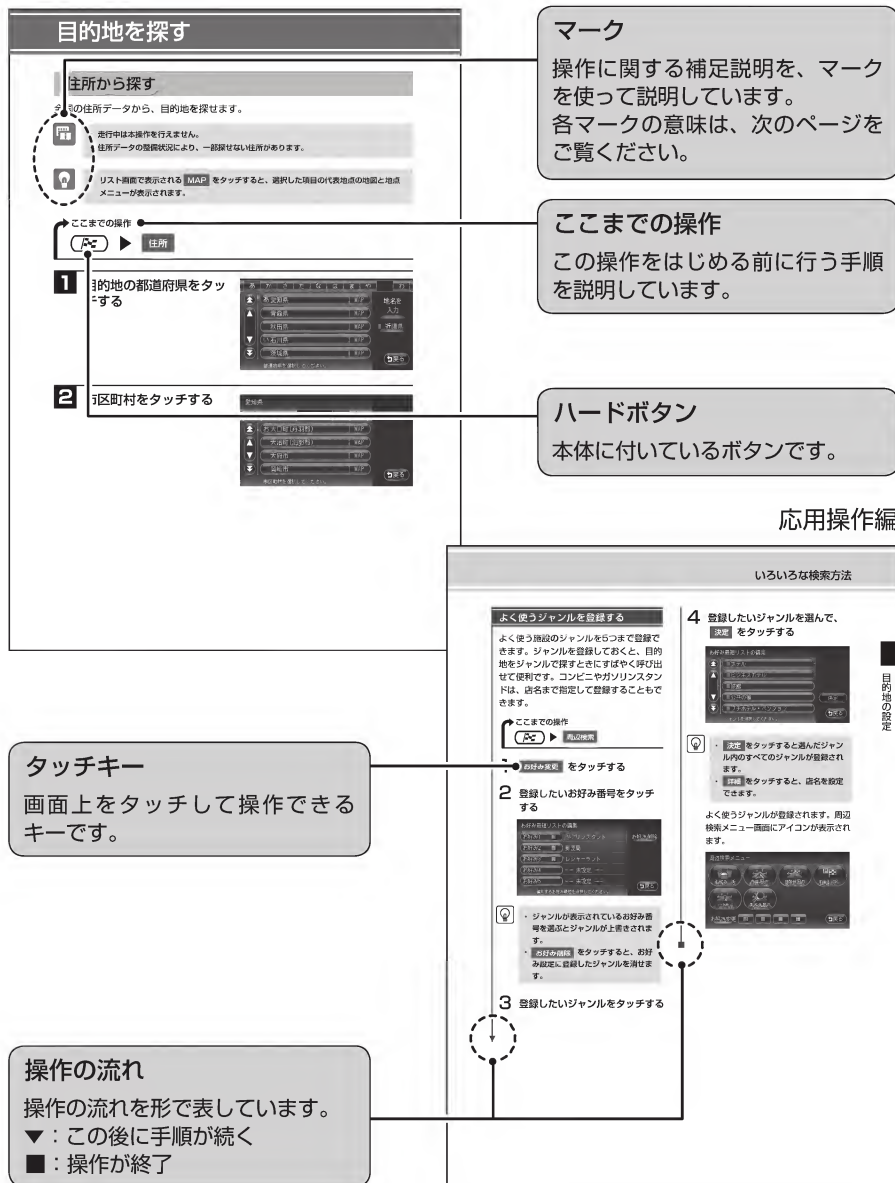 目的地を探す
住所から探す
の住所データから、目的地を探せます。
走行中は本操作を行えません。
住所データの整備状況により、一部探せない住所があります。
リスト画面で表示される MAP をタッチすると、選択した項目の代表地点の地図と地点
メニューが表示されます。
ここまでの操作
住所
1 目的地の都道府県をタッ
チする
地名を
入力
戻る
2 市区町村をタッチする
愛知県
大府市
戻る
マーク
操作に関する補足説明を、マーク
を使って説明しています。
各マークの意味は、次のページを
ご覧ください。
ここまでの操作
この操作をはじめる前に行う手順
を説明しています。
ハードボタン
本体に付いているボタンです。
応用操作編
いろいろな検索方法
よく使うジャンルを登録する
よく使う施設のジャンルを5つまで登録で
きます。ジャンルを登録しておくと、目的
地をジャンルで探すときにすばやく呼び出
せて便利です。コンビニやガソリンスタン
ドは、店名まで指定して登録することもで
きます。
ここまでの操作
周辺検索
1 お好み変更 をタッチする
2 登録したいお好み番号をタッチ
する
戻る
・ ジャンルが表示されているお好み番
号を選ぶとジャンルが上書きされま
す。
・ お好み削除 をタッチすると、お好
み設定に登録したジャンルを消せま
す。
3 登録したいジャンルをタッチする
4 登録したいジャンルを選んで、
決定 をタッチする
戻る
・ 決定 をタッチすると選んだジャン
ル内のすべてのジャンルが登録され
ます。
・ 詳細 をタッチすると、店名を設定
できます。
よく使うジャンルが登録されます。周辺
検索メニュー画面にアイコンが表示され
ます。
周辺検索メニュー
戻る
目的地の設定
タッチキー
画面上をタッチして操作できる
キーです。
操作の流れ
操作の流れを形で表しています。
▼：この後に手順が続く
■：操作が終了